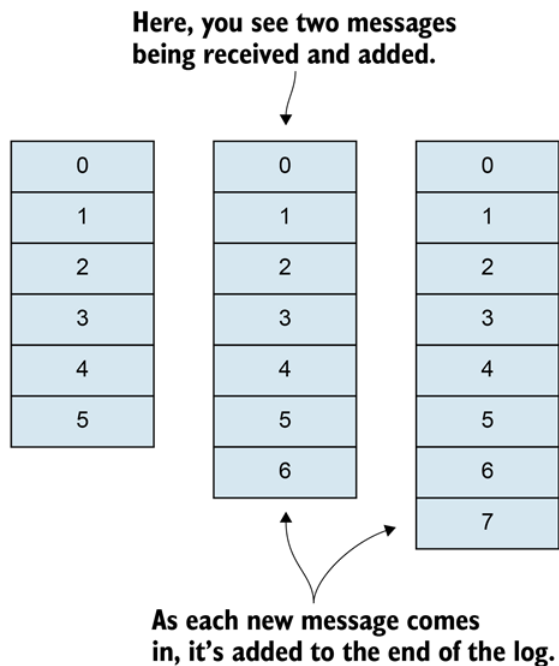 Here, you see two messages
being received and added.
0 0 0
1 1 1
2 2 2
3 3 3
4 4 4
5 5 5
6 6
7
As each new message comes
in, it's added to the end of the log.